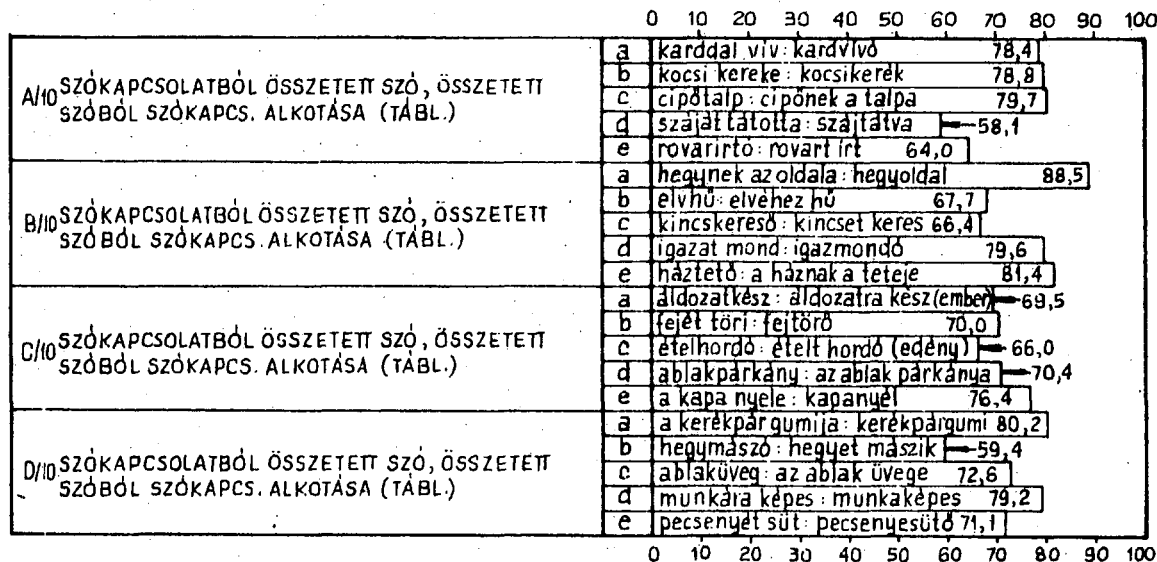 0 10 20 30 40 50 60 70 80 90 100
A/10 SZÓKAPCSOLATBÓL ÖSSZETETT SZÓ, ÖSSZETETT
SZÓBÓL SZÓKAPCS. ALKOTÁSA (TÁBL.)
a karddal vív : kardvívó 78,4
b kocsi kereke : kocsikerék 78,8
c cipőtalp : cipőnek a talpa 79,7
d száját tátotta : szájtátva 58,1
e rovarirtó : rovart irt 64,0
B/10 SZÓKAPCSOLATBÓL ÖSSZETETT SZÓ, ÖSSZETETT
SZÓBÓL SZÓKAPCS. ALKOTÁSA (TÁBL.)
a hegynek az oldala : hegyoldal 88,5
b elvhű : elvéhez hű 67,7
c kincskereső : kincset keres 66,4
d igazat mond : igazmondó 79,6
e háztető : a háznak a teteje 81,4
C/10 SZÓKAPCSOLATBÓL ÖSSZETETT SZÓ, ÖSSZETETT
SZÓBÓL SZÓKAPCS. ALKOTÁSA (TÁBL.)
a áldozatkész : áldozatra kész (ember) 69,5
b fejét töri : fejtörő 70,0
c ételhordó : ételt hordó (edény) 66,0
d ablakpárkány : az ablak párkánya 70,4
e a kapa nyele : kapanyél 76,4
D/10 SZÓKAPCSOLATBÓL ÖSSZETETT SZÓ, ÖSSZETETT
SZÓBÓL SZÓKAPCS. ALKOTÁSA (TÁBL.)
a a kerékpár gumija : kerékpárgumi 80,2
b hegymászó : hegyet mászik 59,4
c ablaküveg : az ablak üvege 72,6
d munkára képes : munkaképes 79,2
e pecsenyét süt : pecsenyesütő 71,1
0 10 20 30 40 50 60 70 80 90 100